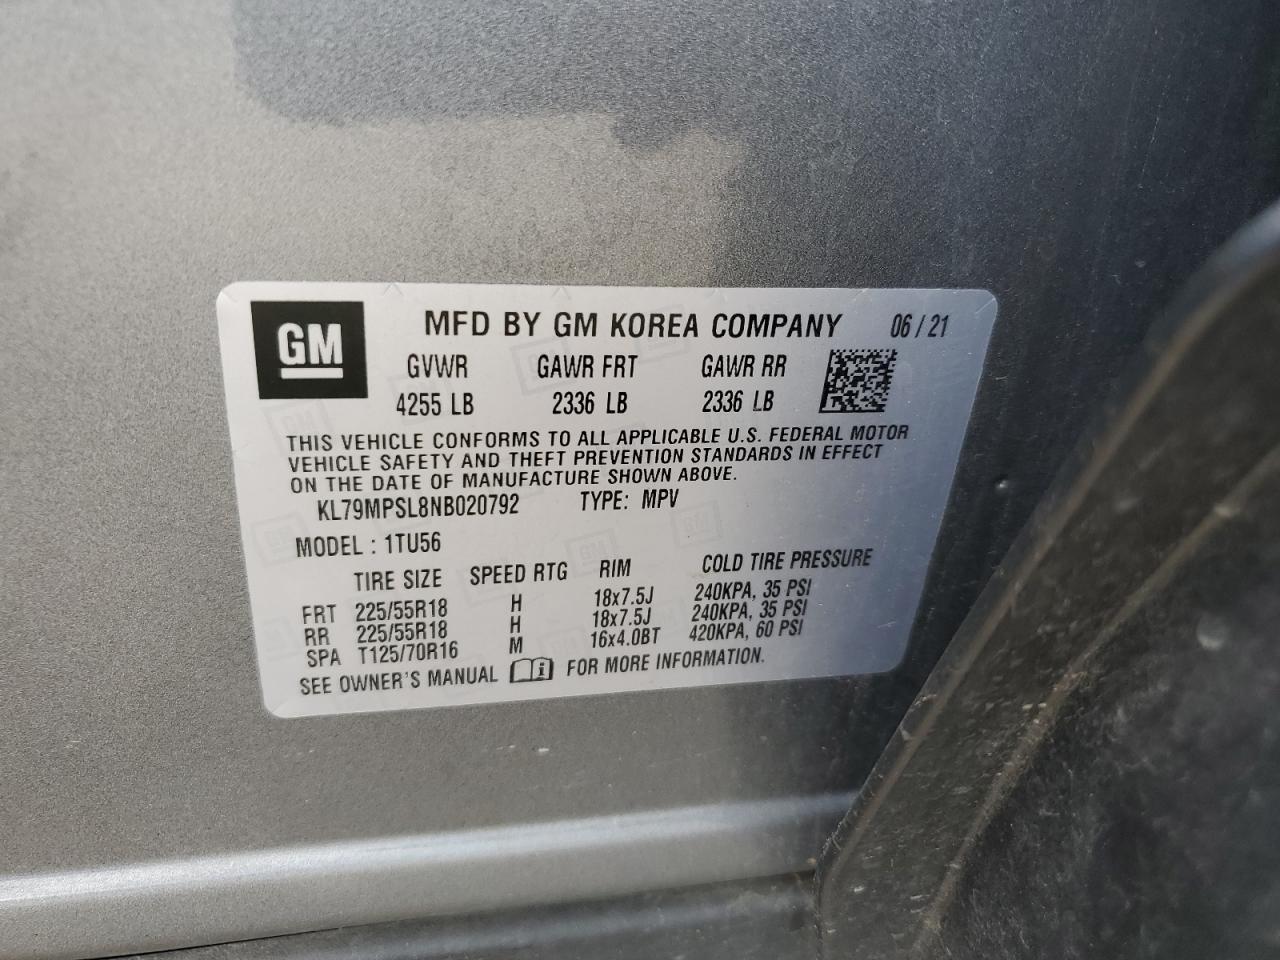 GM MFD BY GM KOREA COMPANY 06/21
GVWR GAWR FRT GAWR RR
4255 LB 2336 LB 2336 LB
THIS VEHICLE CONFORMS TO ALL APPLICABLE U.S. FEDERAL MOTOR
VEHICLE SAFETY AND THEFT PREVENTION STANDARDS IN EFFECT
ON THE DATE OF MANUFACTURE SHOWN ABOVE.
KL79MPSL8NB020792 TYPE: MPV
MODEL : 1TU56
TIRE SIZE SPEED RTG RIM COLD TIRE PRESSURE
FRT 225/55R18 H 18x7.5J 240KPA, 35 PSI
RR 225/55R18 H 18x7.5J 240KPA, 35 PSI
SPA T125/70R16 M 16x4.0BT 420KPA, 60 PSI
SEE OWNER'S MANUAL i FOR MORE INFORMATION.